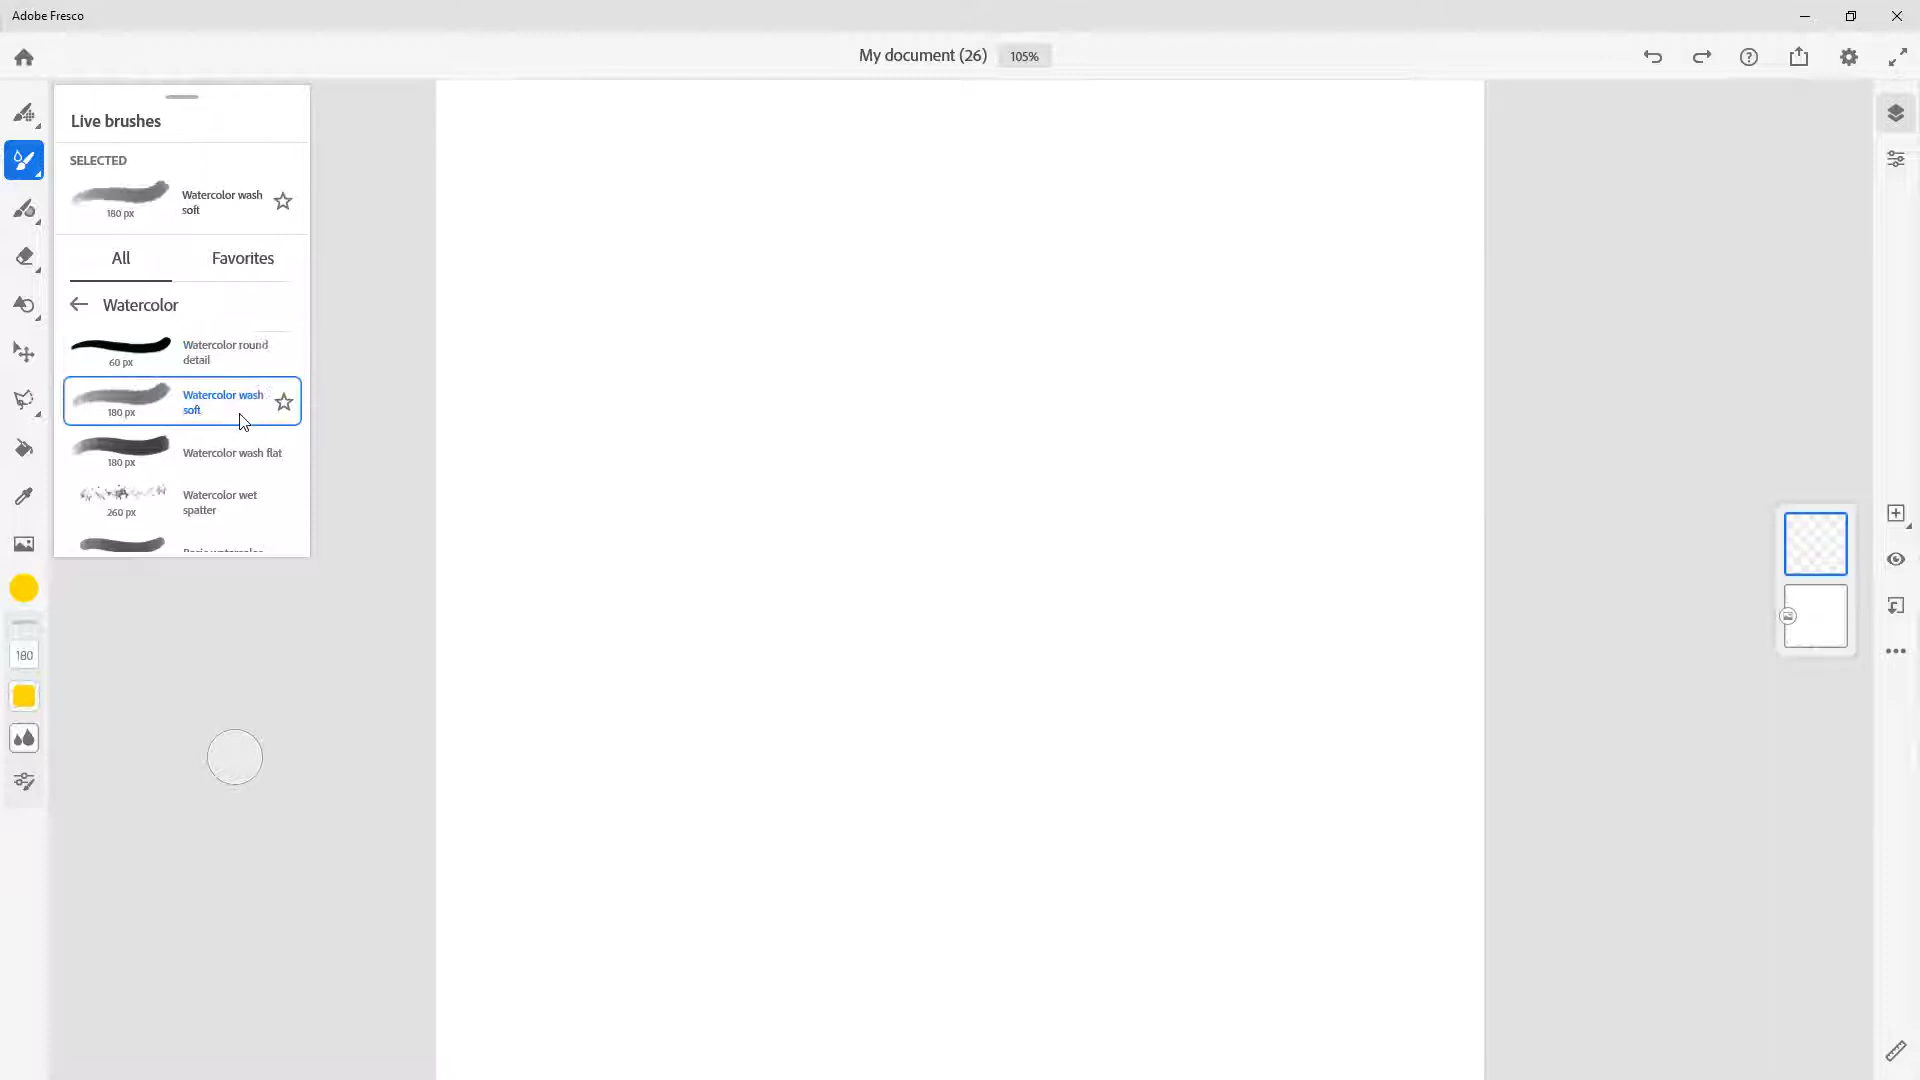 Adobe Fresco
My document (26)
105%
Live brushes
SELECTED
180 px
Watercolor wash
soft
All
Favorites
Watercolor
60 px
Watercolor round
detail
180 px
Watercolor wash
soft
180 px
Watercolor wash flat
260 px
Watercolor wet
spatter
Basic watercolor
180